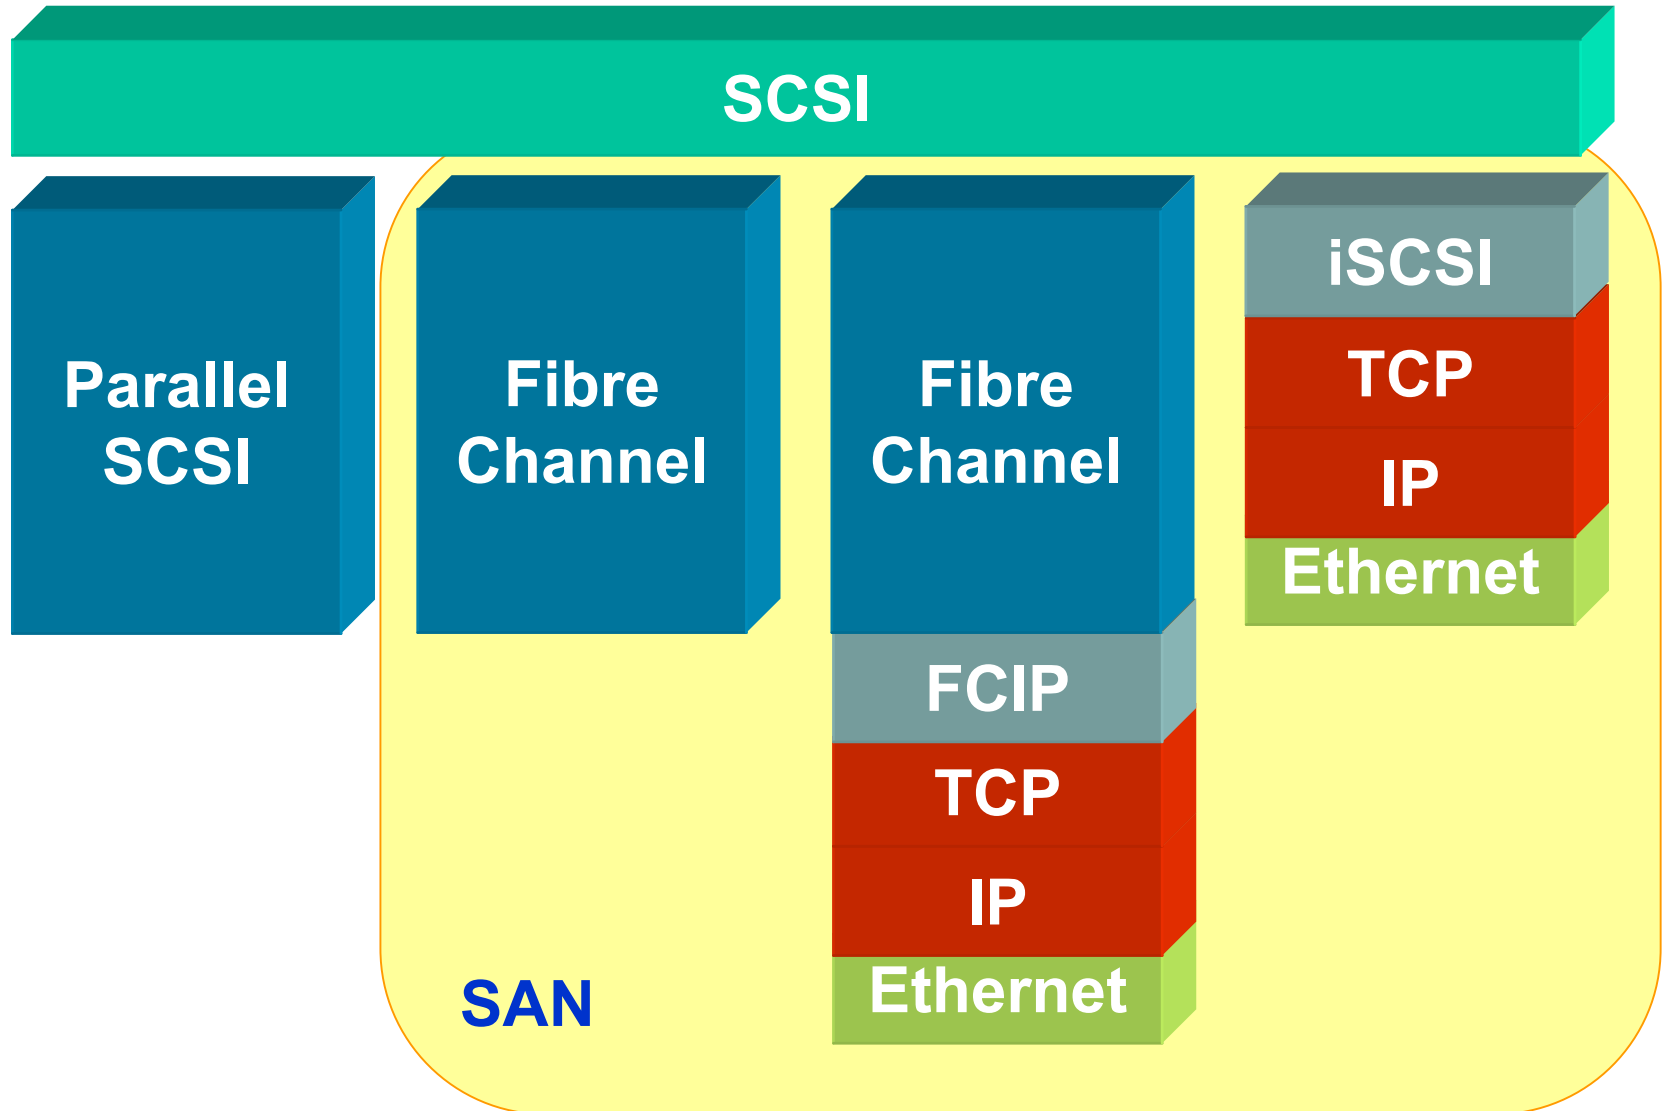 SCSI
Parallel
SCSI
Fibre
Channel
Fibre
Channel
FCIP
TCP
IP
Ethernet
iSCSI
TCP
IP
Ethernet
SAN